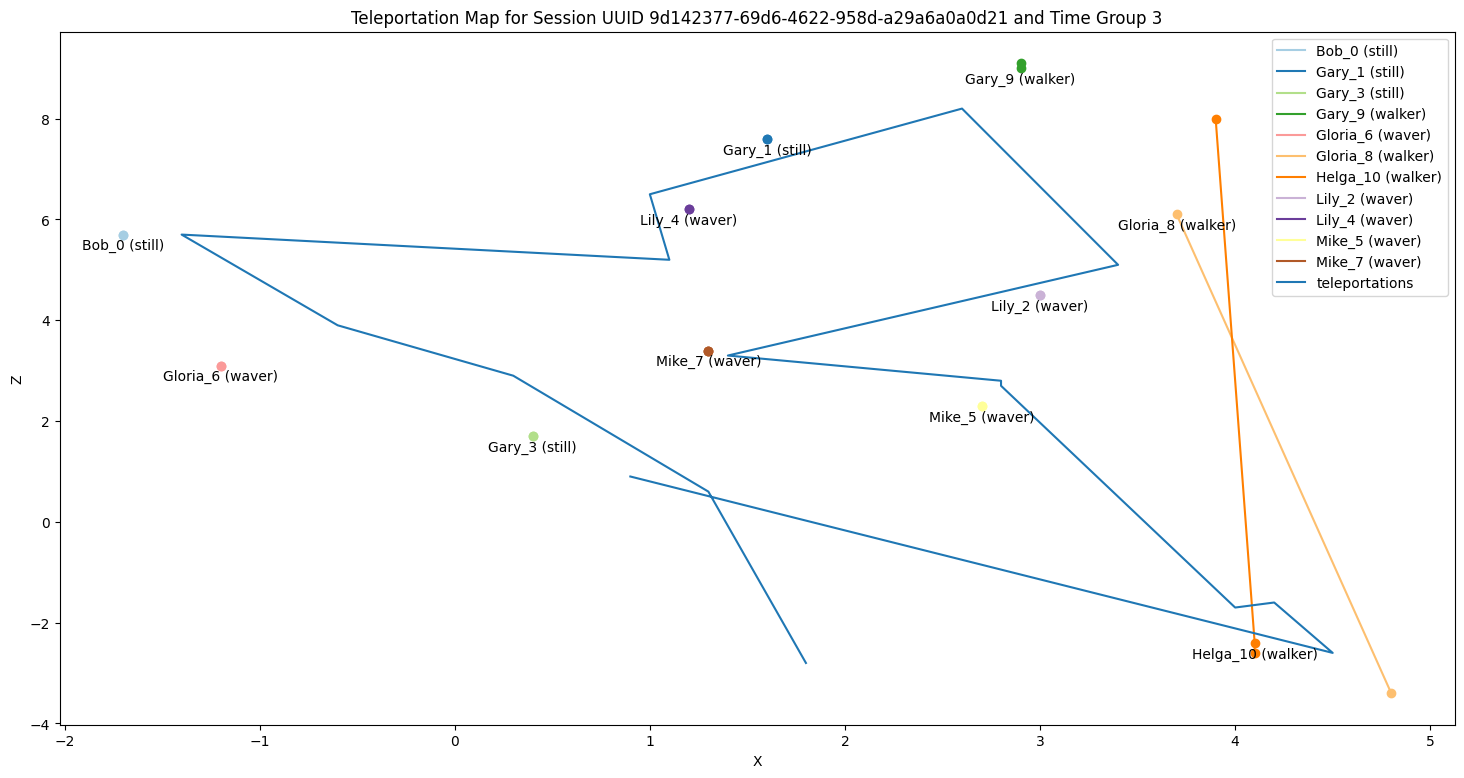 Teleportation Map for Session UUID 9d142377-69d6-4622-958d-a29a6a0a0d21 and Time Group 3
Bob_0 (still)
Gary_1 (still)
Gary_3 (still)
Gary_9 (walker)
Gloria_6 (waver)
Gloria_8 (walker)
Helga_10 (walker)
Lily_2 (waver)
Lily_4 (waver)
Mike_5 (waver)
Mike_7 (waver)
teleportations
Gary_9 (walker)
Gary_1 (still)
Lily_4 (waver)
Gloria_8 (walker)
Bob_0 (still)
Lily_2 (waver)
Mike_7 (waver)
Gloria_6 (waver)
Mike_5 (waver)
Gary_3 (still)
Helga_10 (walker)
Z
8
6
4
2
0
−2
−4
−2
−1
0
1
2
3
4
5
X